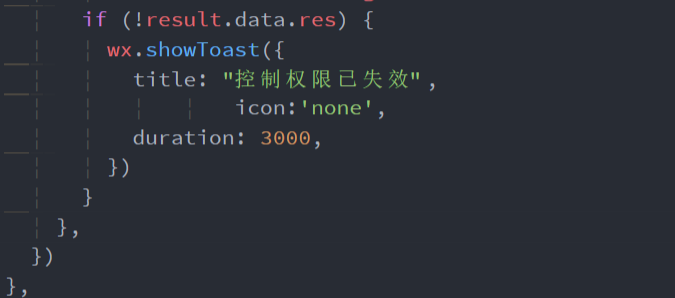 if (!result.data.res) {
wx.showToast({
title: "控制权限已失效",
icon:'none',
duration: 3000,
})
}
},
})
},